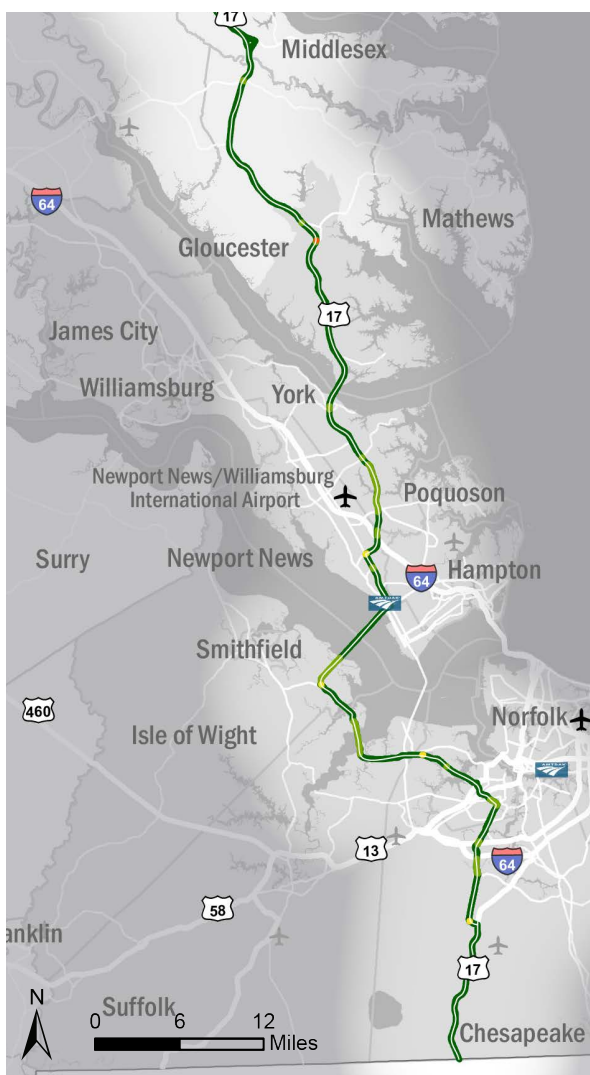 17
Middlesex
64
Mathews
Gloucester
17
James City
Williamsburg
York
Newport News/Williamsburg
International Airport
Poquoson
Surry
Newport News
64
Hampton
AMTRAK
Smithfield
460
Norfolk
Isle of Wight
AMTRAK
13
64
58
anklin
17
N
Suffolk
0 6 12
Miles
Chesapeake